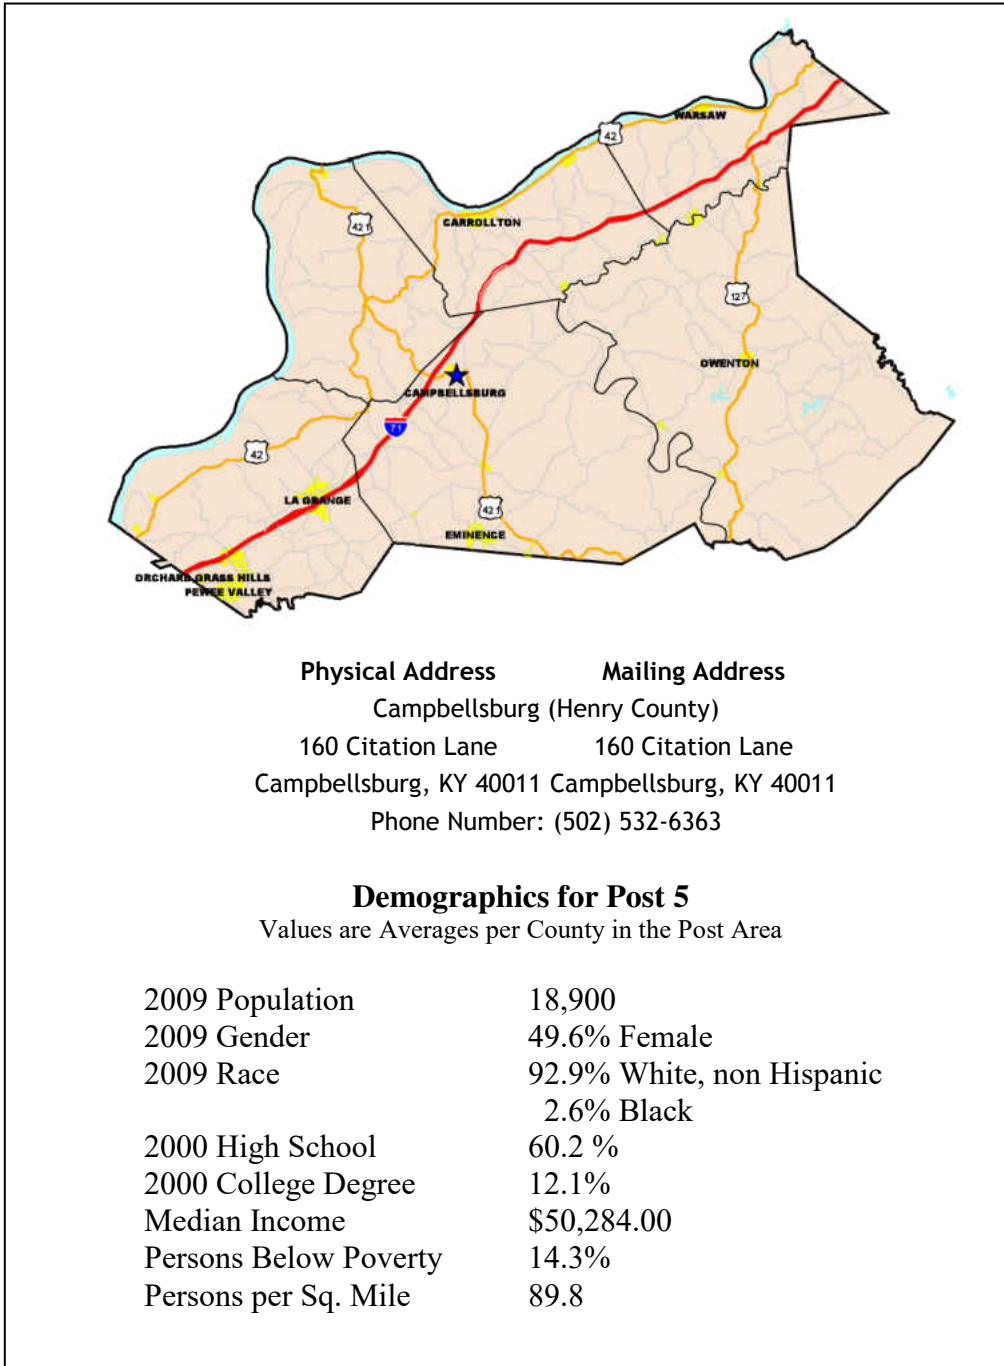 WARSAW
42
CARROLLTON
421
127
OWENTON
CAMPBELLSBURG
71
42
LA GRANGE
421
EMINENCE
ORCHARD GRASS HILLS
PEWEE VALLEY
Physical Address Mailing Address
Campbellsburg (Henry County)
160 Citation Lane 160 Citation Lane
Campbellsburg, KY 40011 Campbellsburg, KY 40011
Phone Number: (502) 532-6363
Demographics for Post 5
Values are Averages per County in the Post Area
2009 Population 18,900
2009 Gender 49.6% Female
2009 Race 92.9% White, non Hispanic
2.6% Black
2000 High School 60.2 %
2000 College Degree 12.1%
Median Income $50,284.00
Persons Below Poverty 14.3%
Persons per Sq. Mile 89.8